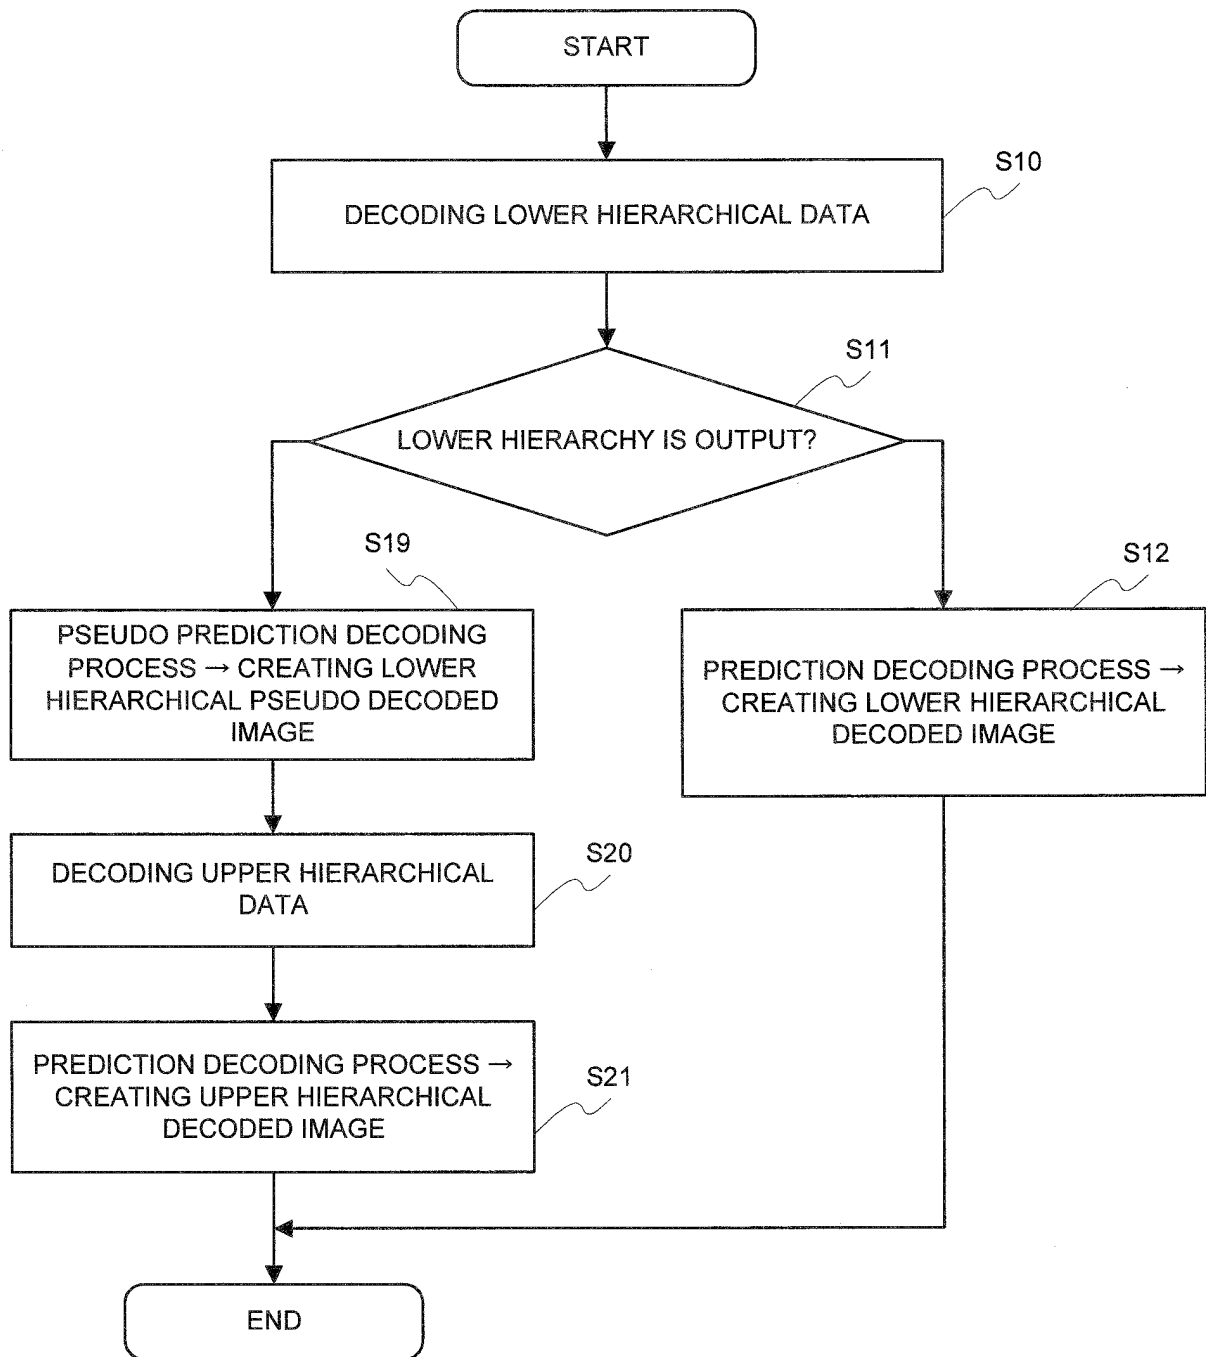 START
S10
DECODING LOWER HIERARCHICAL DATA
S11
LOWER HIERARCHY IS OUTPUT?
S19
S12
PSEUDO PREDICTION DECODING
PROCESS → CREATING LOWER
HIERARCHICAL PSEUDO DECODED
IMAGE
PREDICTION DECODING PROCESS →
CREATING LOWER HIERARCHICAL
DECODED IMAGE
S20
DECODING UPPER HIERARCHICAL
DATA
S21
PREDICTION DECODING PROCESS →
CREATING UPPER HIERARCHICAL
DECODED IMAGE
END